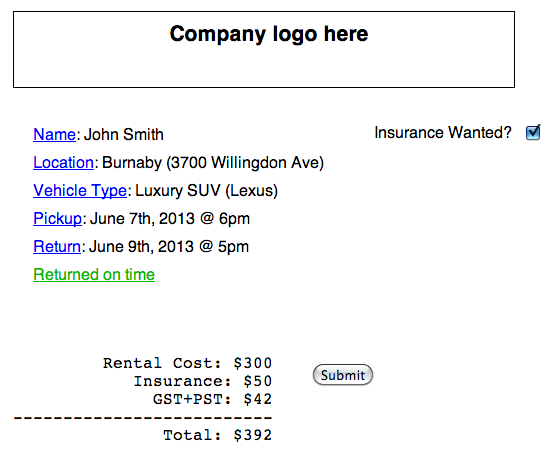 Company logo here
Name: John Smith
Insurance Wanted?
Location: Burnaby (3700 Willingdon Ave)
Vehicle Type: Luxury SUV (Lexus)
Pickup: June 7th, 2013 @ 6pm
Return: June 9th, 2013 @ 5pm
Returned on time
Rental Cost: $300
Insurance: $50
GST+PST: $42
--------------------------
Total: $392
Submit